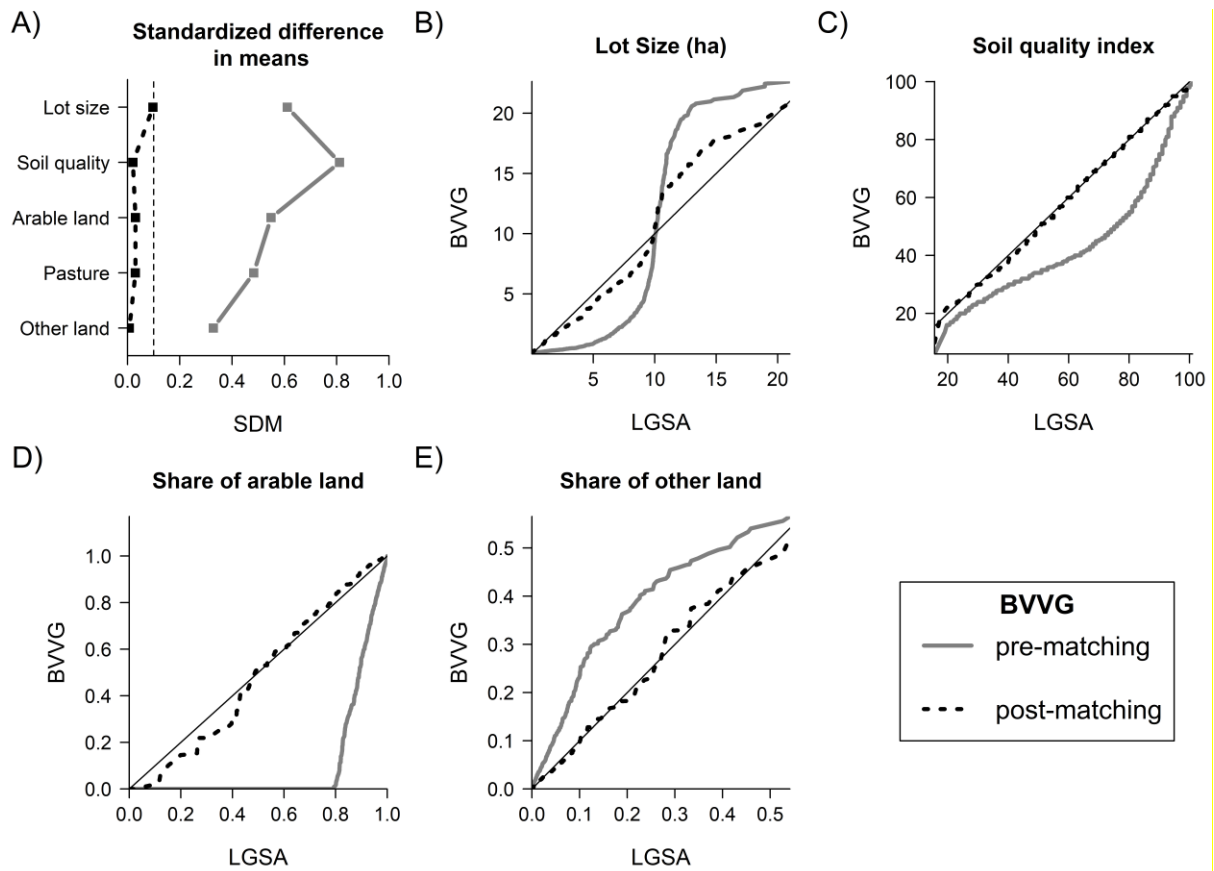 A)
Standardized difference
in means
Lot size
Soil quality
Arable land
Pasture
Other land
0.0 0.2 0.4 0.6 0.8 1.0
SDM
B)
Lot Size (ha)
BVVG
20
15
10
5
5 10 15 20
LGSA
C)
Soil quality index
BVVG
100
80
60
40
20
20 40 60 80 100
LGSA
D)
Share of arable land
BVVG
1.0
0.8
0.6
0.4
0.2
0.0
0.0 0.2 0.4 0.6 0.8 1.0
LGSA
E)
Share of other land
BVVG
0.5
0.4
0.3
0.2
0.1
0.0
0.0 0.1 0.2 0.3 0.4 0.5
LGSA
BVVG
pre-matching
post-matching